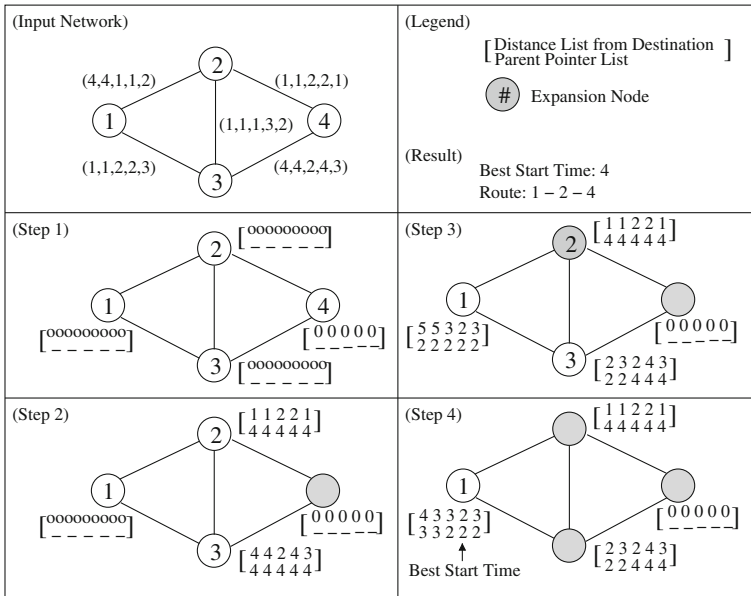 (Input Network)
2
(4,4,1,1,2)
(1,1,2,2,1)
1
(1,1,1,3,2)
4
(1,1,2,2,3)
(4,4,2,4,3)
3
(Legend)
[ Distance List from Destination
Parent Pointer List ]
# Expansion Node
(Result)
Best Start Time: 4
Route: 1 – 2 – 4
(Step 1)
2
[ oooooooooo
_ _ _ _ _ ]
1
4
[ oooooooooo
_ _ _ _ _ ]
[ 0 0 0 0 0
_ _ _ _ _ ]
3
[ oooooooooo
_ _ _ _ _ ]
(Step 3)
2
[ 1 1 2 2 1
4 4 4 4 4 ]
1
[ 5 5 3 2 3
2 2 2 2 2 ]
[ 0 0 0 0 0
_ _ _ _ _ ]
3
[ 2 3 2 4 3
2 2 4 4 4 ]
(Step 2)
2
[ 1 1 2 2 1
4 4 4 4 4 ]
1
[ oooooooooo
_ _ _ _ _ ]
[ 0 0 0 0 0
_ _ _ _ _ ]
3
[ 4 4 2 4 3
4 4 4 4 4 ]
(Step 4)
[ 1 1 2 2 1
4 4 4 4 4 ]
1
[ 4 3 3 2 3
3 3 2 2 2 ]
[ 0 0 0 0 0
_ _ _ _ _ ]
[ 2 3 2 4 3
2 2 4 4 4 ]
Best Start Time